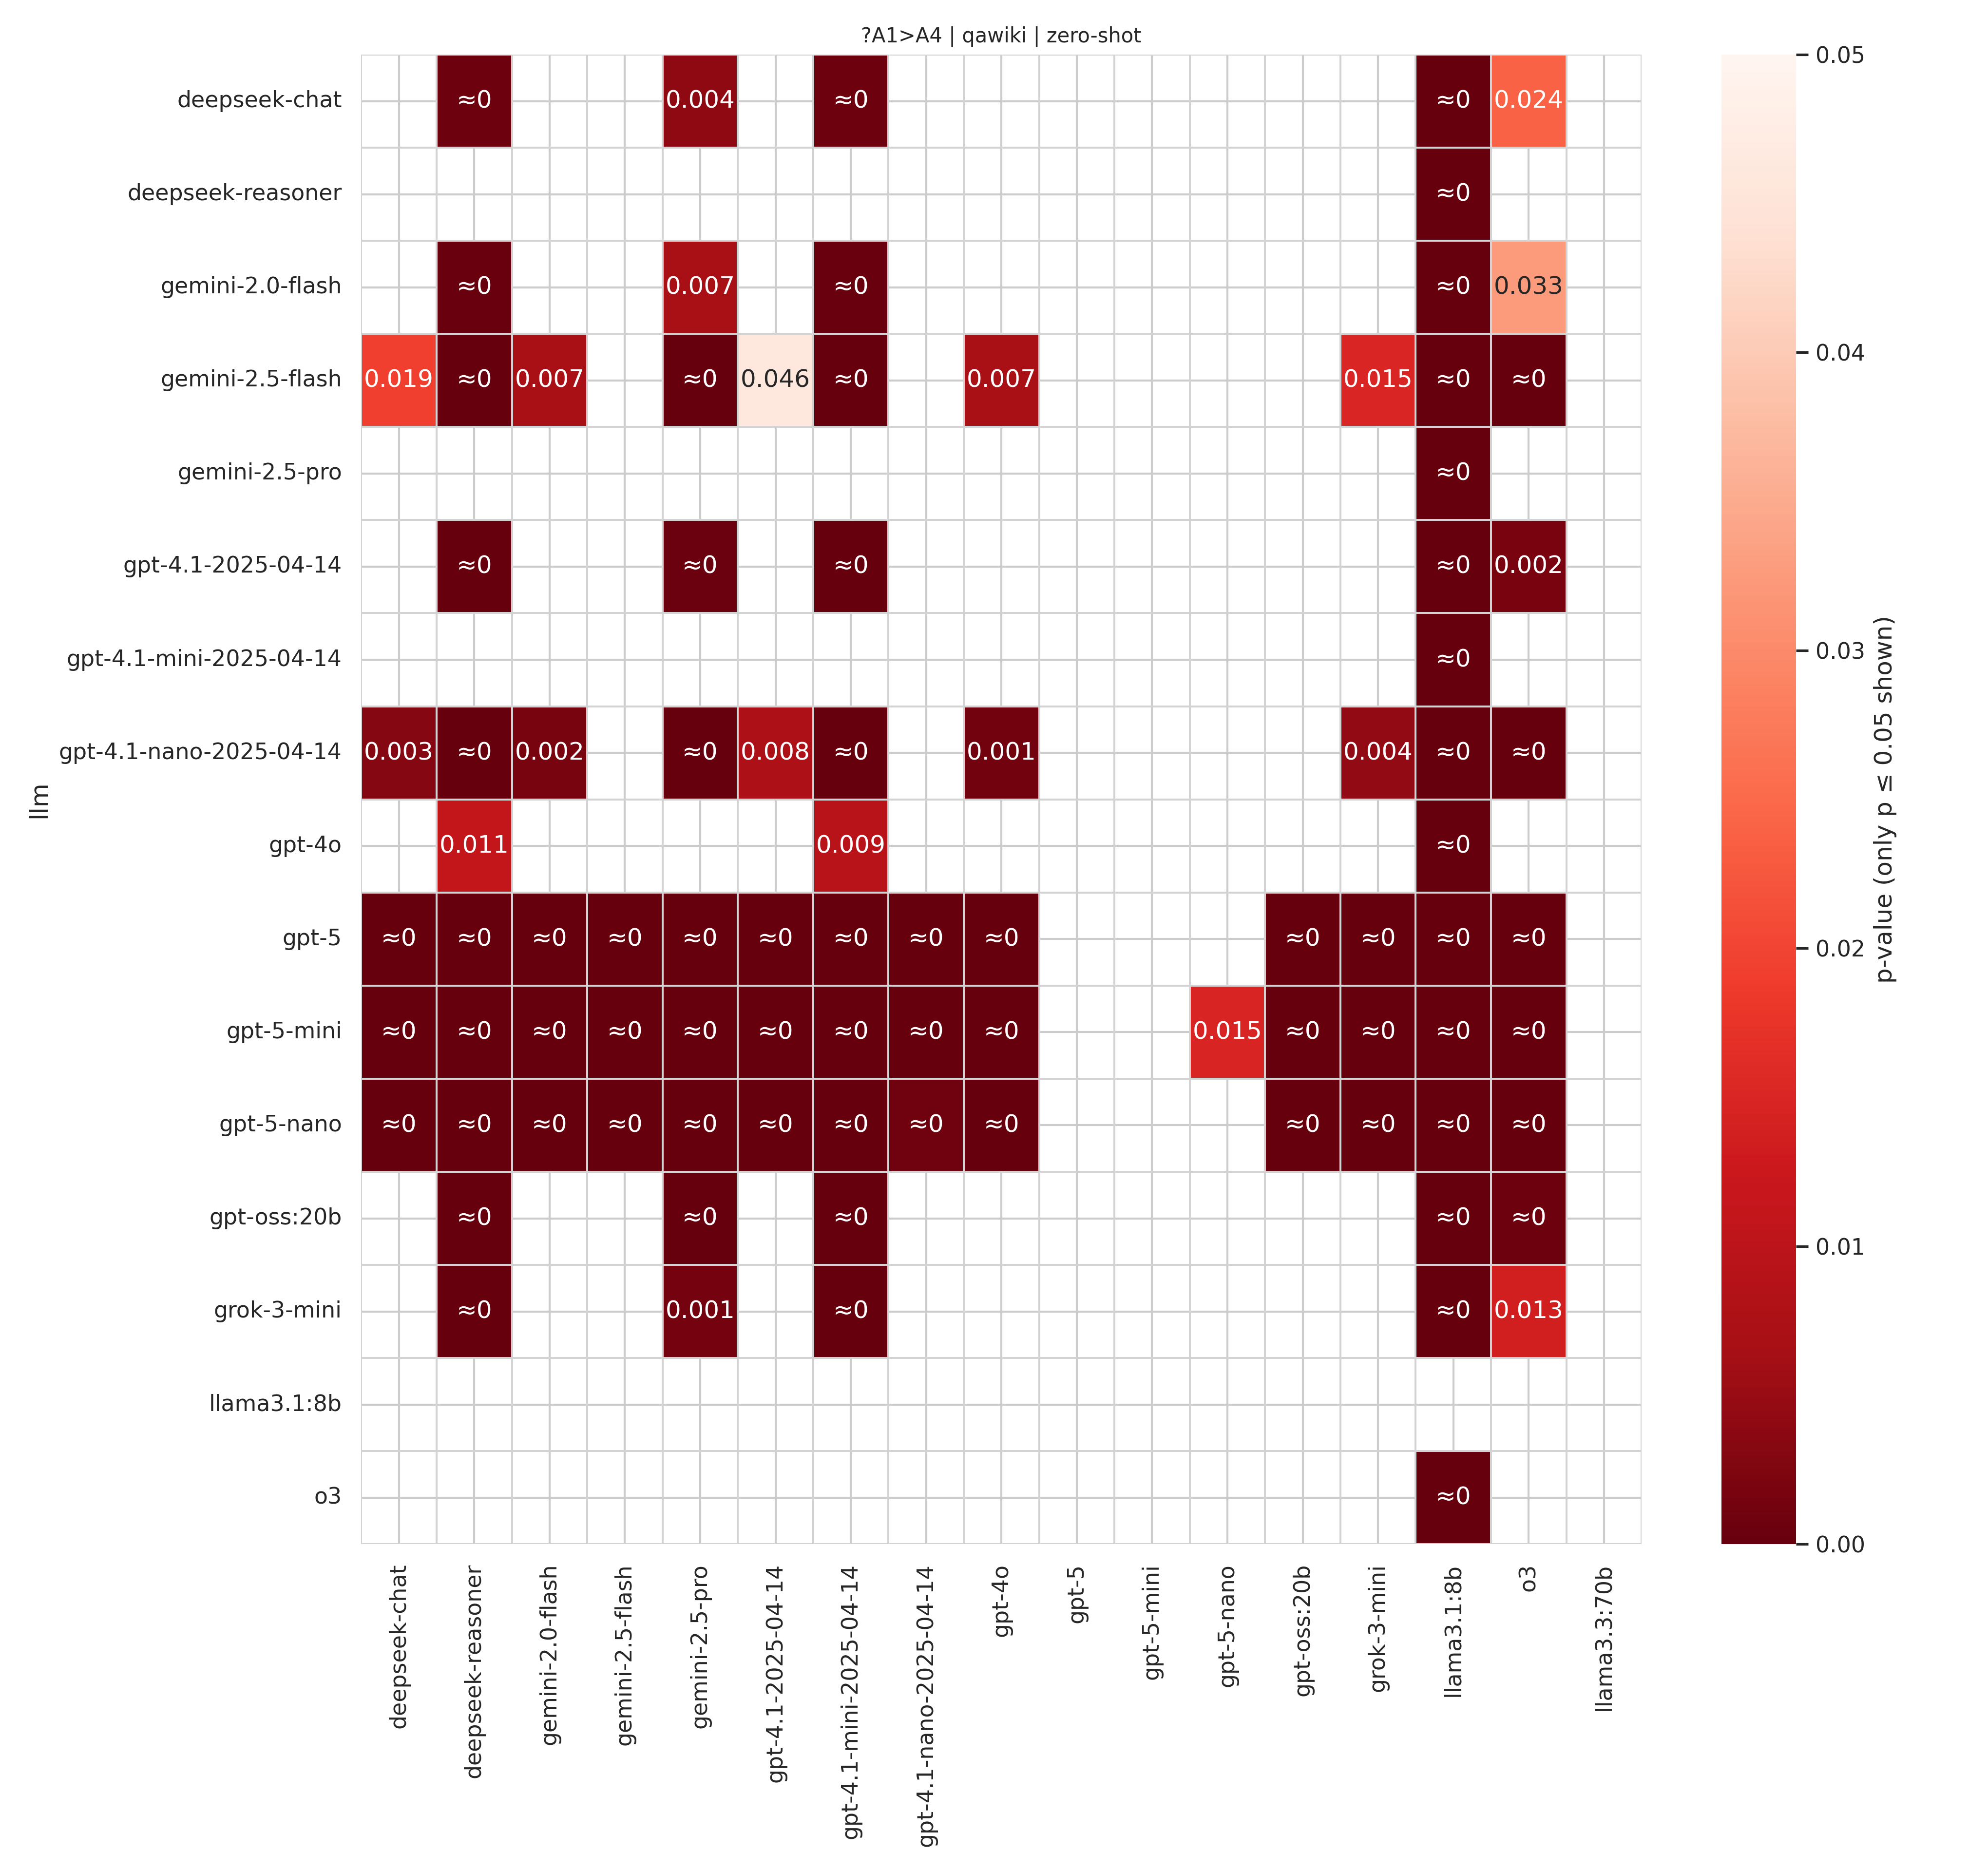 ?A1>A4 | qawiki | zero-shot
deepseek-chat ≈0 0.004 ≈0 ≈0 0.024
deepseek-reasoner ≈0
gemini-2.0-flash ≈0 0.007 ≈0 ≈0 0.033
gemini-2.5-flash 0.019 ≈0 0.007 ≈0 0.046 ≈0 0.007 0.015 ≈0 ≈0
gemini-2.5-pro ≈0
gpt-4.1-2025-04-14 ≈0 ≈0 ≈0 ≈0 0.002
gpt-4.1-mini-2025-04-14 ≈0
gpt-4.1-nano-2025-04-14 0.003 ≈0 0.002 ≈0 0.008 ≈0 0.001 0.004 ≈0 ≈0
gpt-4o 0.011 0.009 ≈0
gpt-5 ≈0 ≈0 ≈0 ≈0 ≈0 ≈0 ≈0 ≈0 ≈0 ≈0 ≈0 ≈0 ≈0
gpt-5-mini ≈0 ≈0 ≈0 ≈0 ≈0 ≈0 ≈0 ≈0 ≈0 0.015 ≈0 ≈0 ≈0 ≈0
gpt-5-nano ≈0 ≈0 ≈0 ≈0 ≈0 ≈0 ≈0 ≈0 ≈0 ≈0 ≈0 ≈0 ≈0
gpt-oss:20b ≈0 ≈0 ≈0 ≈0 ≈0
grok-3-mini ≈0 0.001 ≈0 ≈0 0.013
llama3.1:8b
o3 ≈0
llm
deepseek-chat
deepseek-reasoner
gemini-2.0-flash
gemini-2.5-flash
gemini-2.5-pro
gpt-4.1-2025-04-14
gpt-4.1-mini-2025-04-14
gpt-4.1-nano-2025-04-14
gpt-4o
gpt-5
gpt-5-mini
gpt-5-nano
gpt-oss:20b
grok-3-mini
llama3.1:8b
o3
llama3.3:70b
0.05
0.04
0.03
0.02
0.01
0.00
p-value (only p ≤ 0.05 shown)